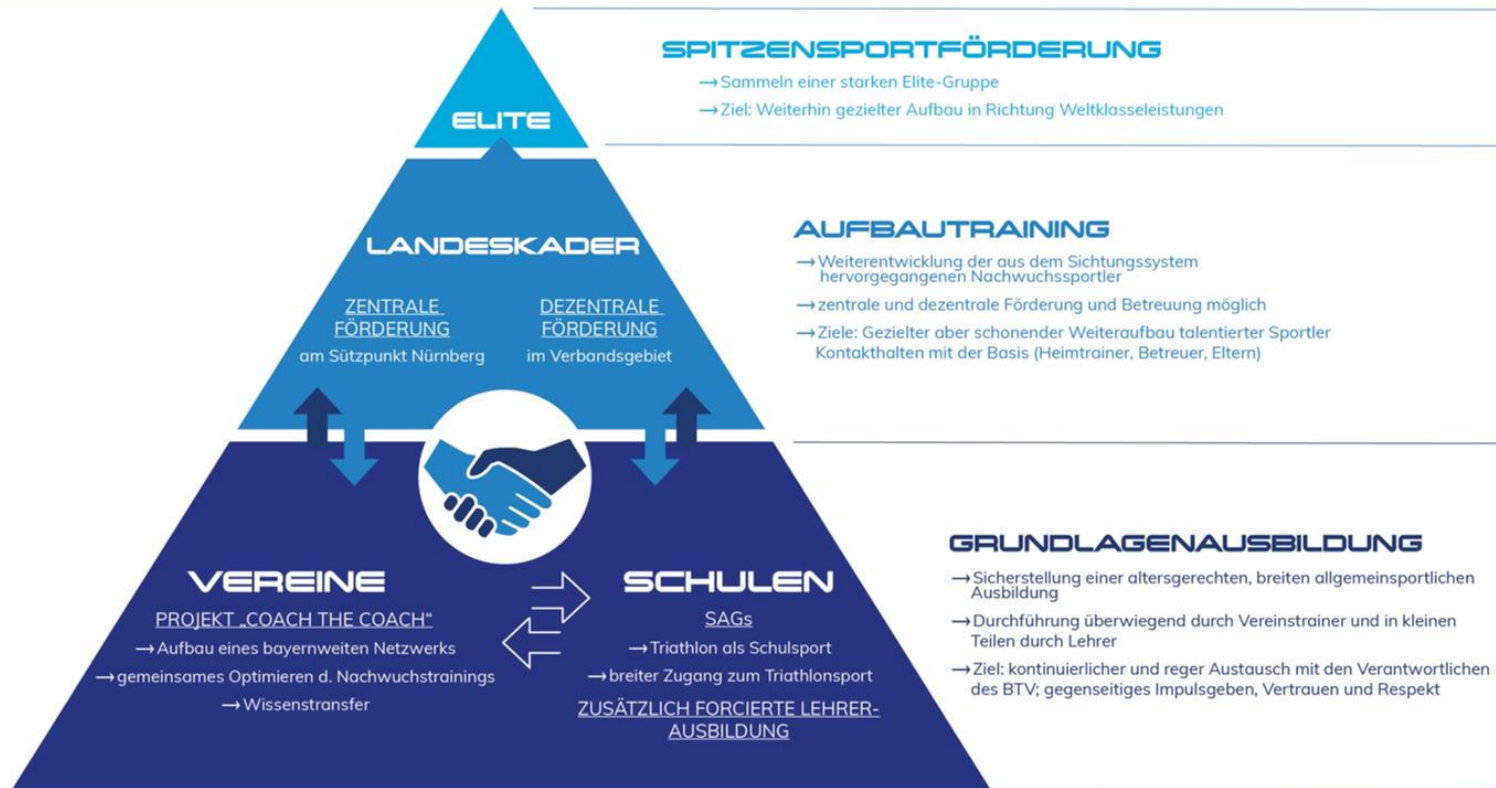 ELITE
SPITZENSPORTFÖRDERUNG
→ Sammeln einer starken Elite-Gruppe
→ Ziel: Weiterhin gezielter Aufbau in Richtung Weltklasseleistungen
LANDESKADER
ZENTRALE
FÖRDERUNG
am Sützpunkt Nürnberg
DEZENTRALE
FÖRDERUNG
im Verbandsgebiet
AUFBAUTRAINING
→ Weiterentwicklung der aus dem Sichtungssystem
hervorgegangenen Nachwuchssportler
→ zentrale und dezentrale Förderung und Betreuung möglich
→ Ziele: Gezielter aber schonender Weiteraufbau talentierter Sportler
Kontakthalten mit der Basis (Heimtrainer, Betreuer, Eltern)
VEREINE
PROJEKT „COACH THE COACH“
→ Aufbau eines bayernweiten Netzwerks
→ gemeinsames Optimieren d. Nachwuchstrainings
→ Wissenstransfer
SCHULEN
SAGs
→ Triathlon als Schulsport
→ breiter Zugang zum Triathlonsport
ZUSÄTZLICH FORCIERTE LEHRER-
AUSBILDUNG
GRUNDLAGENAUSBILDUNG
→ Sicherstellung einer altersgerechten, breiten allgemeinsportlichen
Ausbildung
→ Durchführung überwiegend durch Vereinstrainer und in kleinen
Teilen durch Lehrer
→ Ziel: kontinuierlicher und reger Austausch mit den Verantwortlichen
des BTV; gegenseitiges Impulsgeben, Vertrauen und Respekt